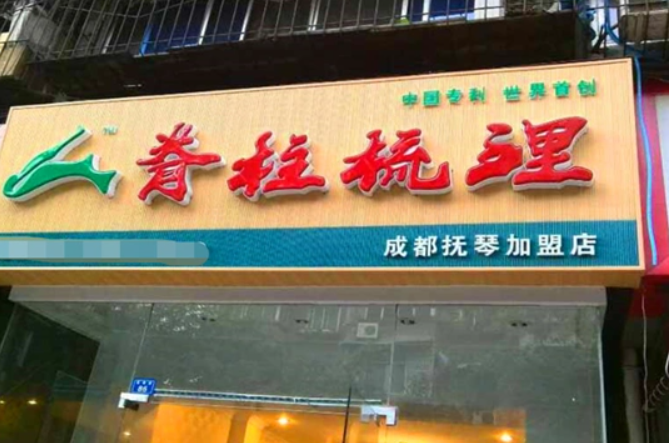 中国专利 世界首创
TM 脊柱梳理
成都抚琴加盟店